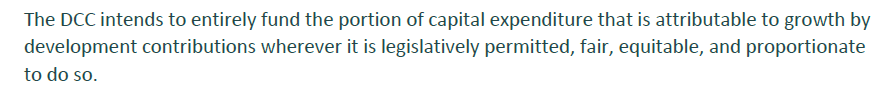 The DCC intends to entirely fund the portion of capital expenditure that is attributable to growth by
development contributions wherever it is legislatively permitted, fair, equitable, and proportionate
to do so.